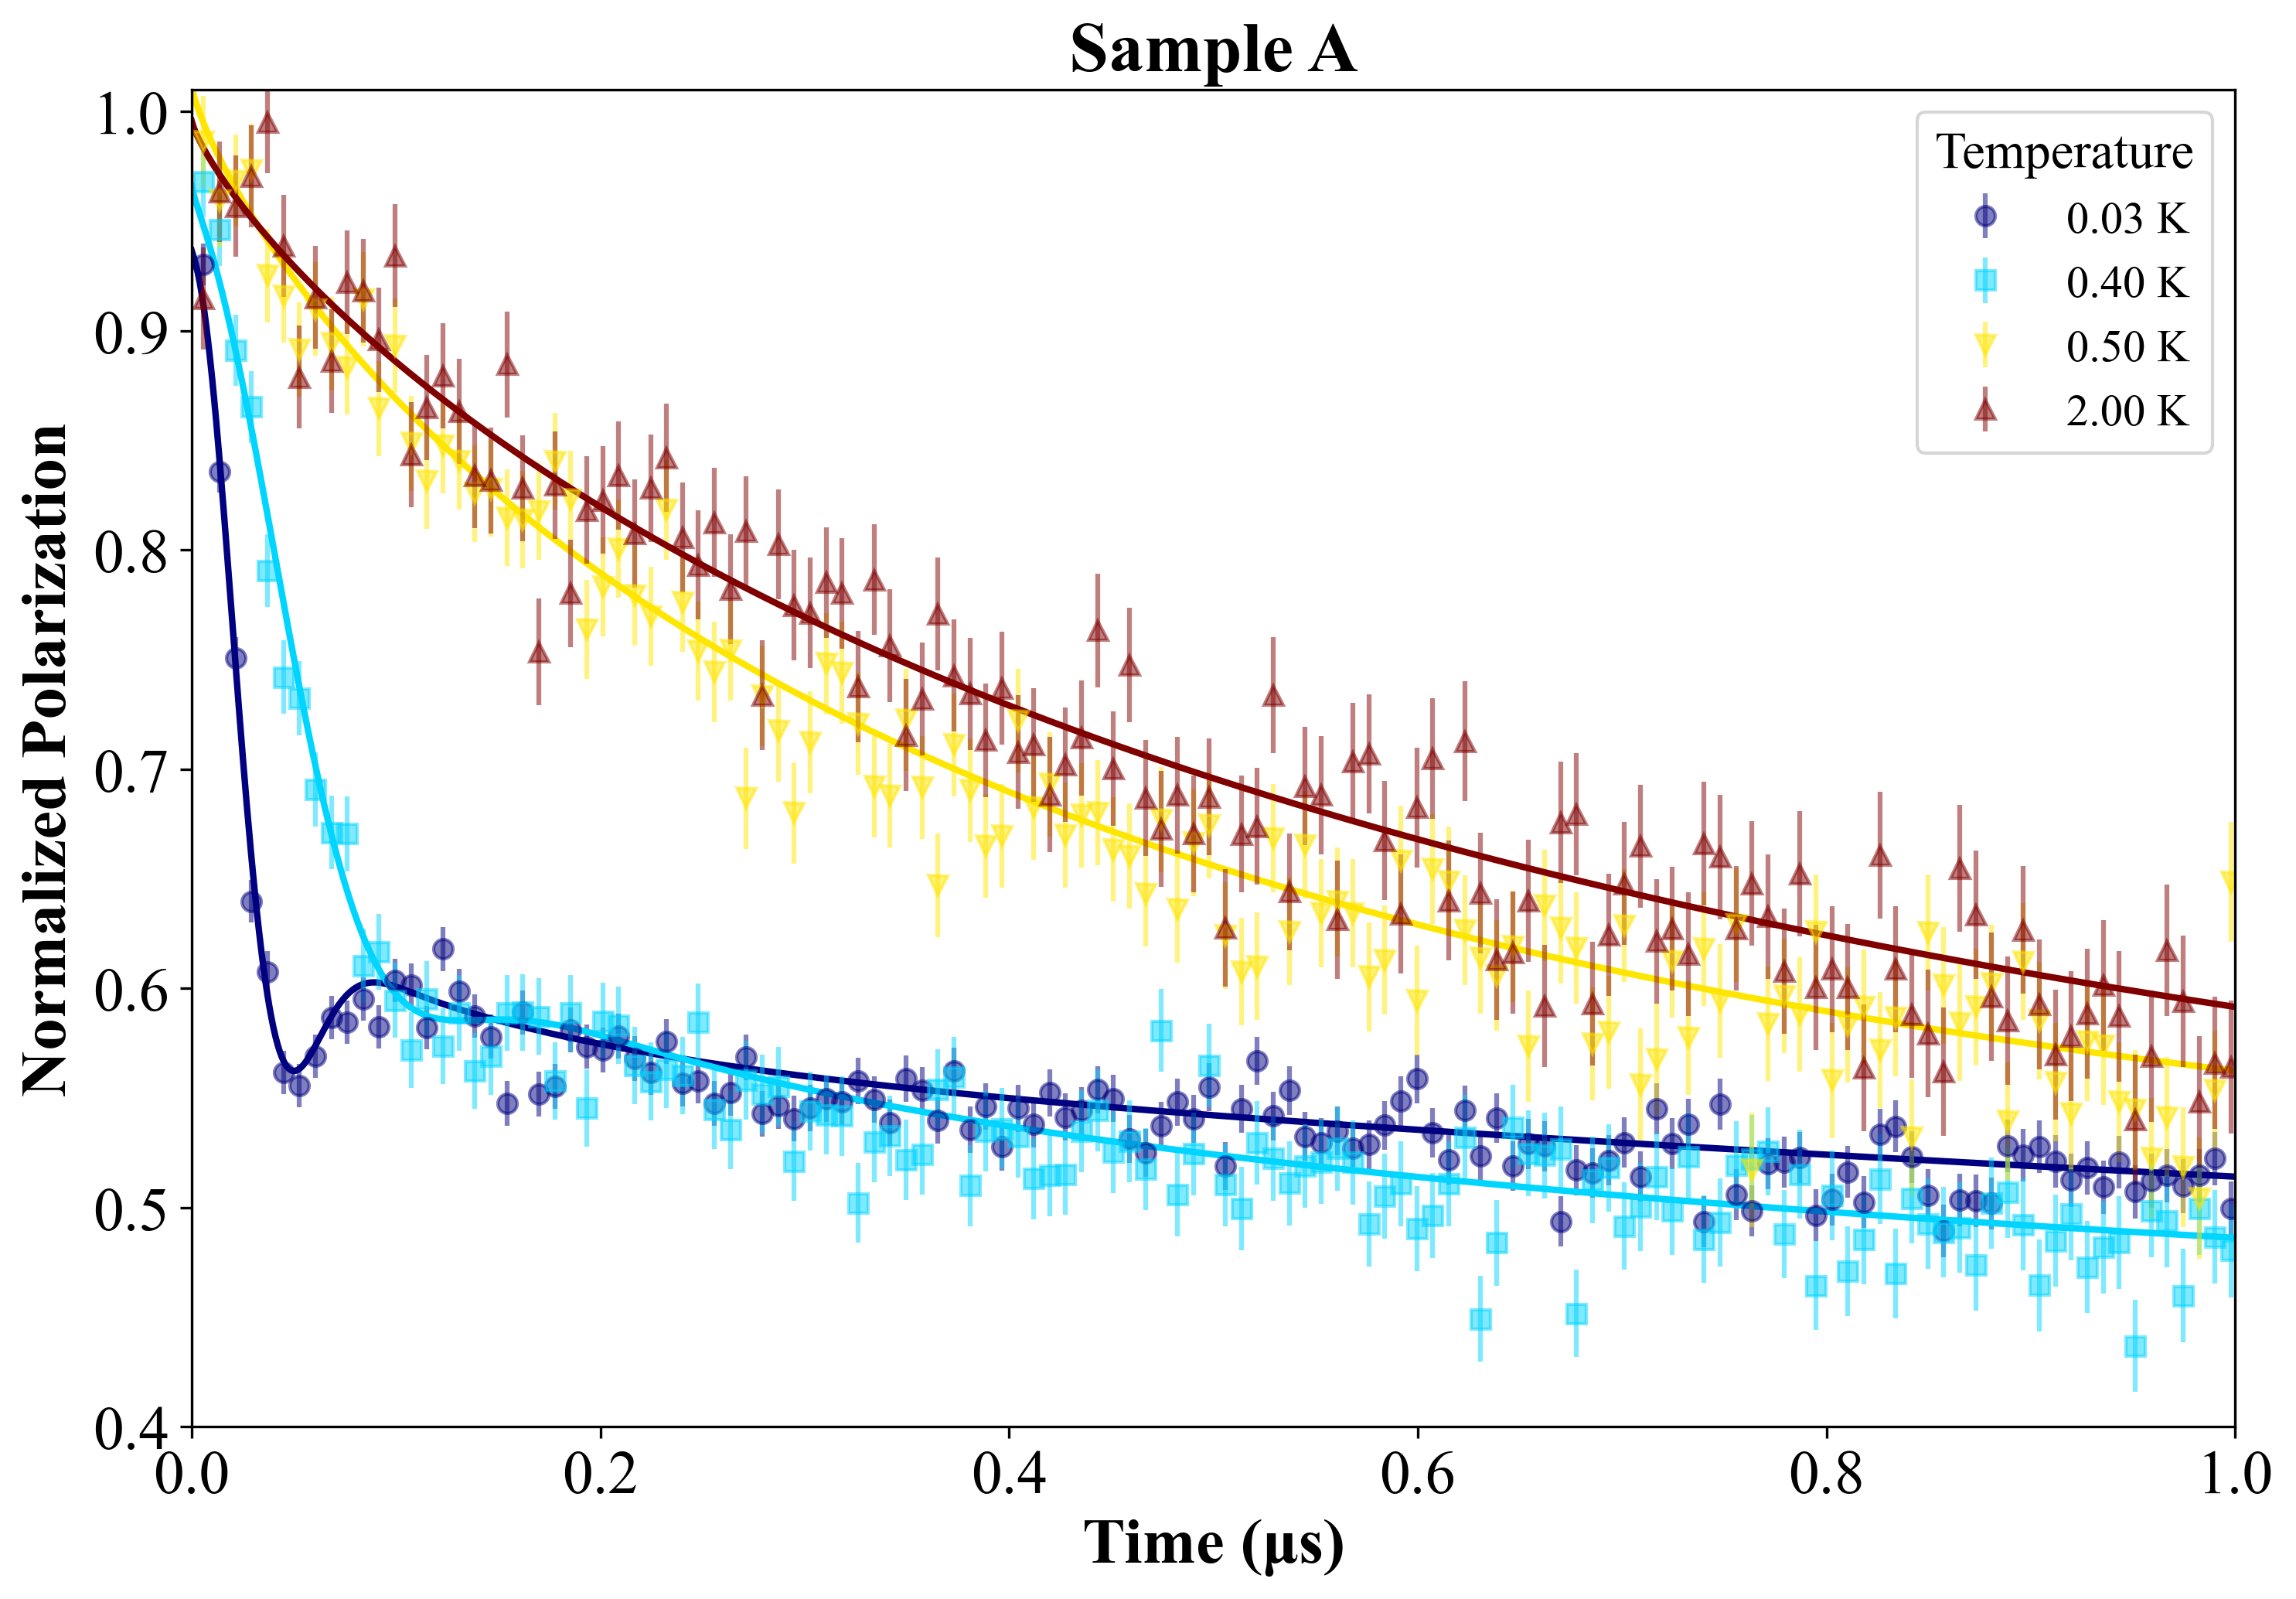 Sample A
Normalized Polarization
1.0
0.9
0.8
0.7
0.6
0.5
0.4
Temperature
0.03 K
0.40 K
0.50 K
2.00 K
0.0 0.2 0.4 0.6 0.8 1.0
Time (μs)